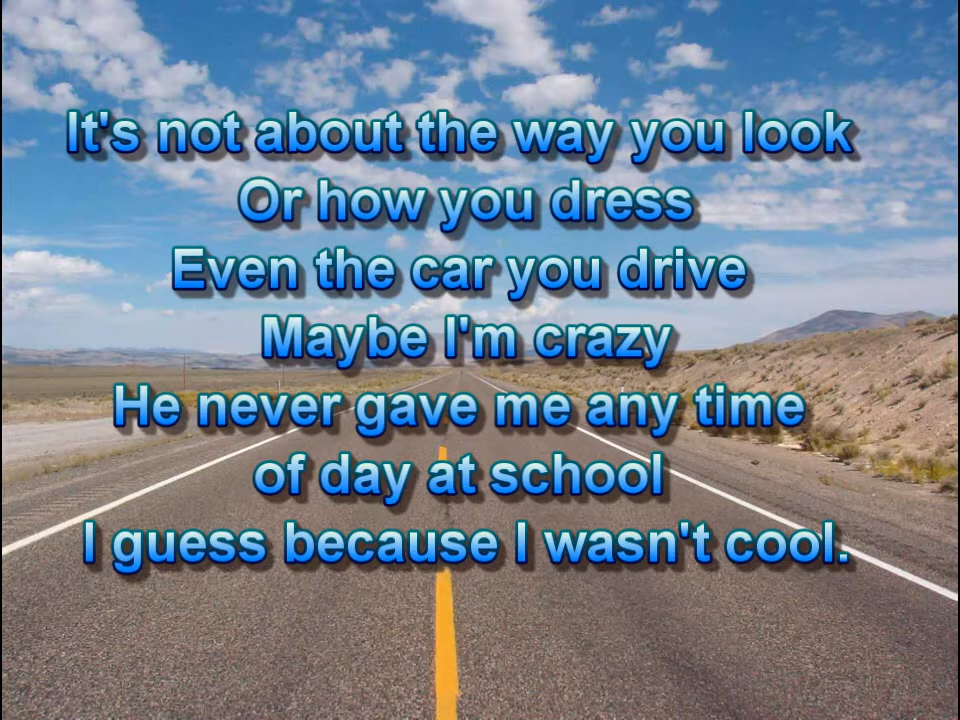 It's not about the way you look
Or how you dress
Even the car you drive
Maybe I'm crazy
He never gave me any time
of day at school
I guess because I wasn't cool.